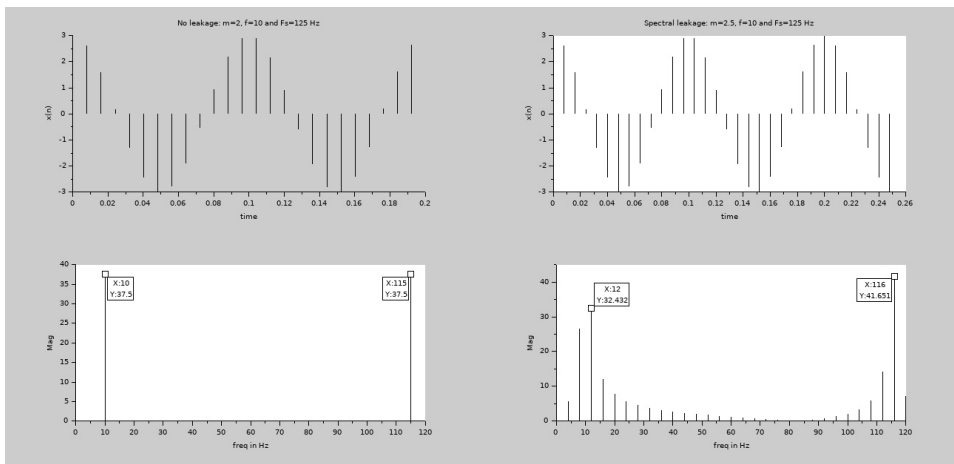 No leakage: m=2, f=10 and Fs=125 Hz
3
2
1
0
-1
-2
-3
x(n)
0 0.02 0.04 0.06 0.08 0.1 0.12 0.14 0.16 0.18 0.2
time
Spectral leakage: m=2.5, f=10 and Fs=125 Hz
3
2
1
0
-1
-2
-3
x(n)
0 0.02 0.04 0.06 0.08 0.1 0.12 0.14 0.16 0.18 0.2 0.22 0.24 0.26
time
40
35
30
25
20
15
10
5
0
Mag
X:10
Y:37.5
X:115
Y:37.5
0 10 20 30 40 50 60 70 80 90 100 110 120
freq in Hz
40
30
20
10
0
Mag
X:12
Y:32.432
X:116
Y:41.651
0 10 20 30 40 50 60 70 80 90 100 110 120
freq in Hz